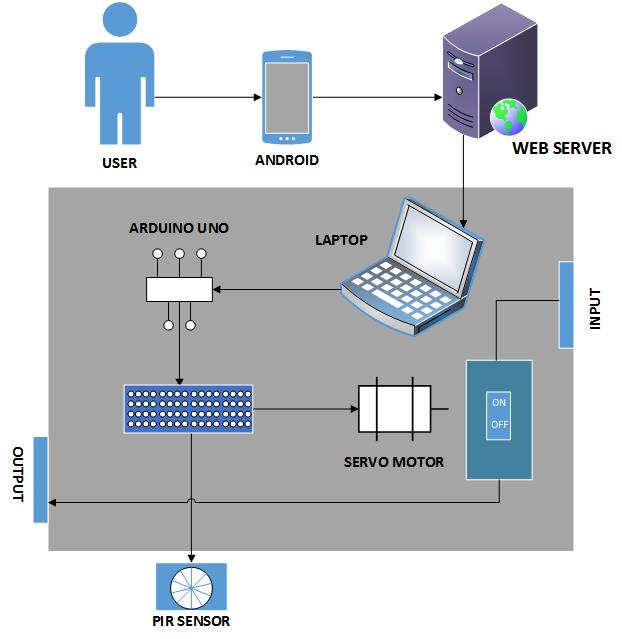 USER
ANDROID
WEB SERVER
ARDUINO UNO
LAPTOP
INPUT
ON
OFF
SERVO MOTOR
OUTPUT
PIR SENSOR